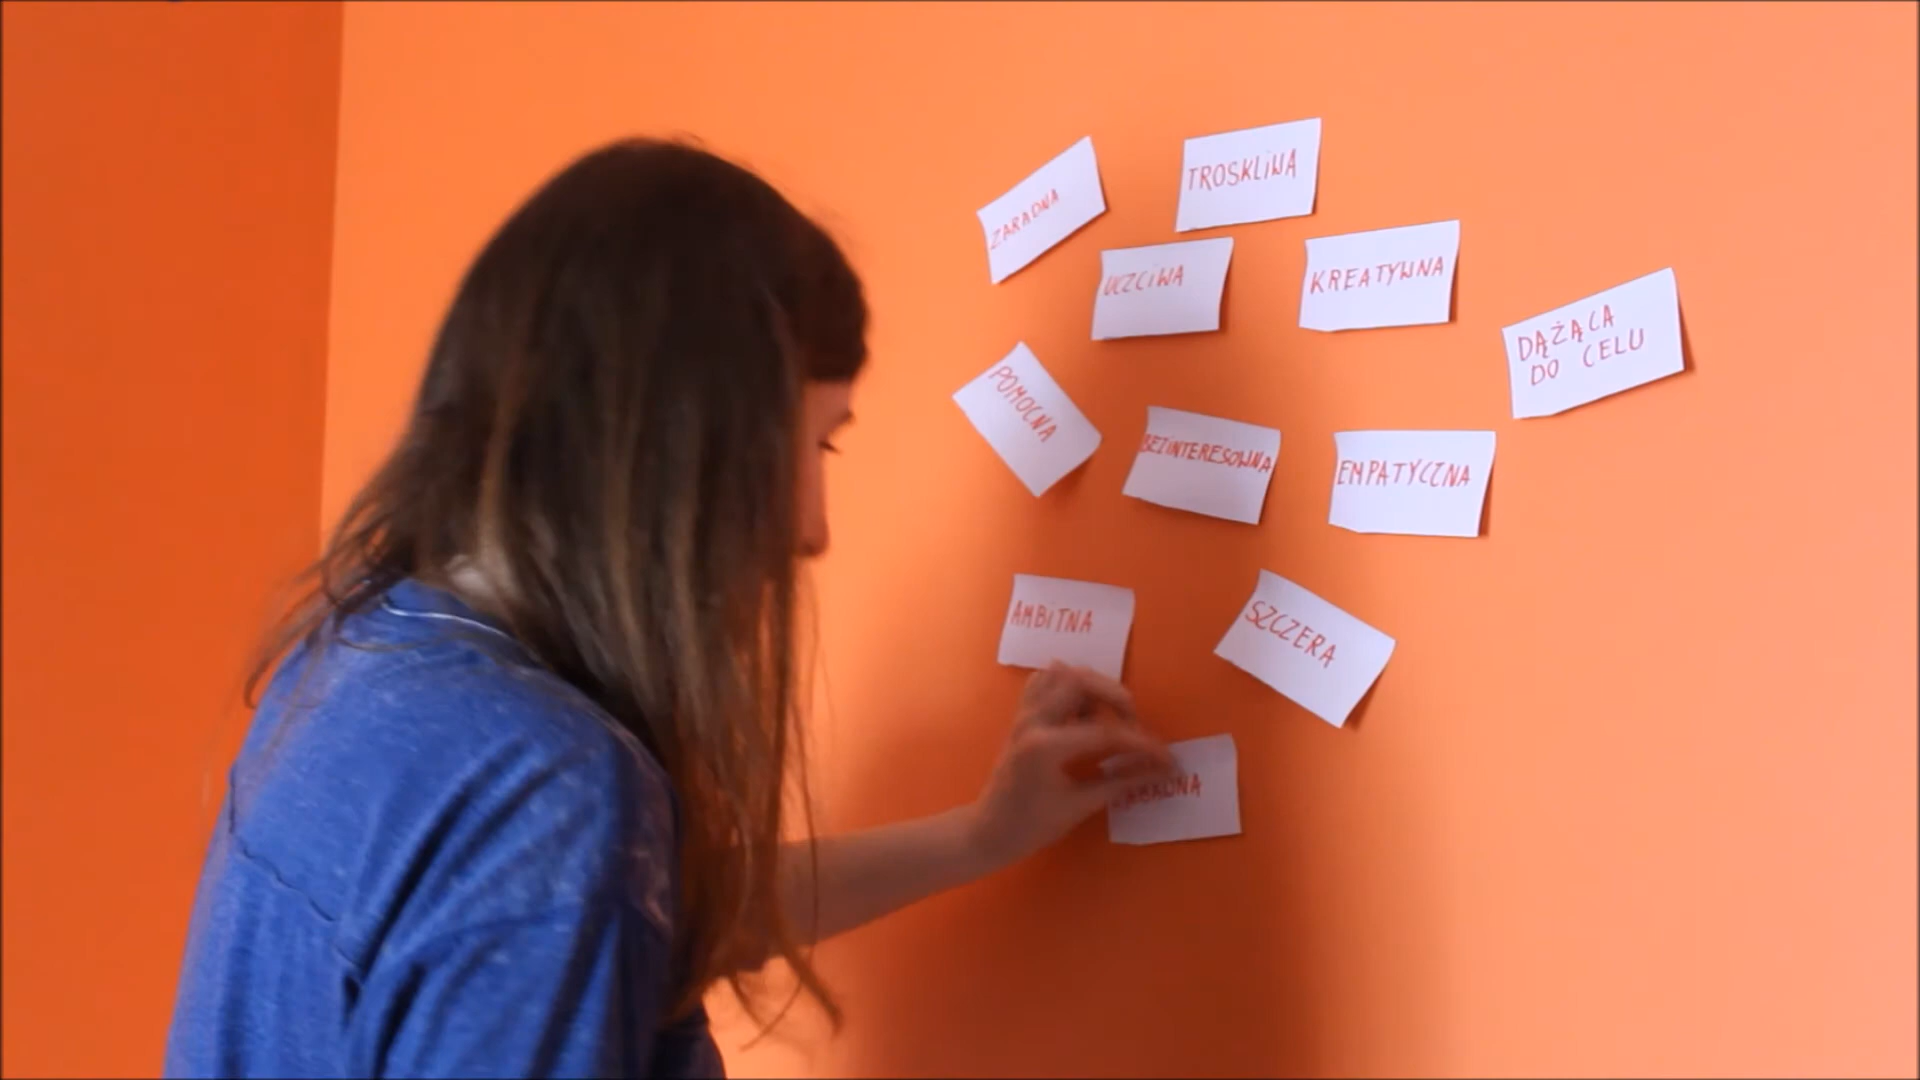 ZARADNA
TROSKLIWA
UCZCIWA
KREATYWNA
DĄŻĄCA
DO CELU
POMOCNA
BEZINTERESOWNA
EMPATYCZNA
AMBITNA
SZCZERA